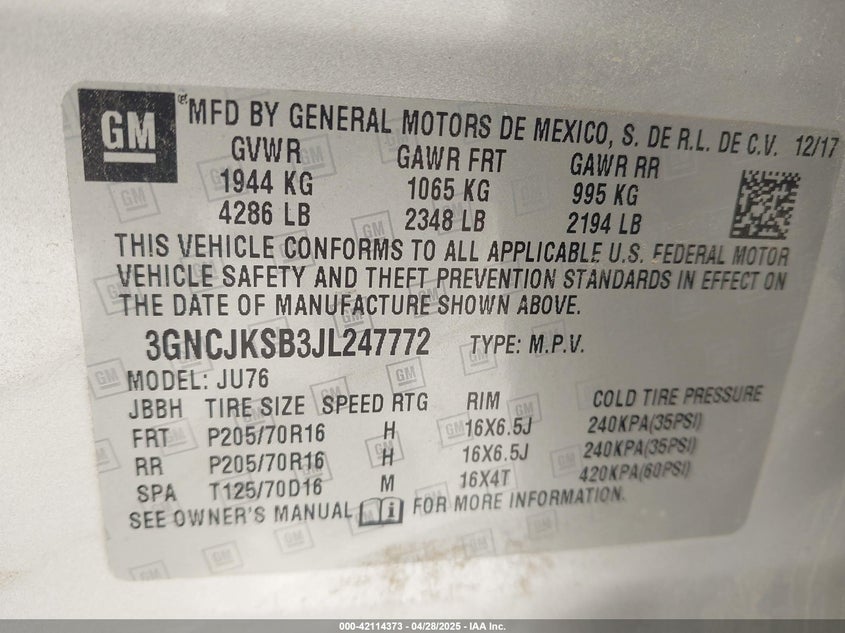 GM
MFD BY GENERAL MOTORS DE MEXICO, S. DE R.L. DE C.V. 12/17
GVWR GAWR FRT GAWR RR
1944 KG 1065 KG 995 KG
4286 LB 2348 LB 2194 LB
THIS VEHICLE CONFORMS TO ALL APPLICABLE U.S. FEDERAL MOTOR
VEHICLE SAFETY AND THEFT PREVENTION STANDARDS IN EFFECT ON
THE DATE OF MANUFACTURE SHOWN ABOVE.
3GNCJKSB3JL247772 TYPE: M.P.V.
MODEL: JU76
JBBH TIRE SIZE SPEED RTG RIM COLD TIRE PRESSURE
FRT P205/70R16 H 16X6.5J 240KPA(35PSI)
RR P205/70R16 H 16X6.5J 240KPA(35PSI)
SPA T125/70D16 M 16X4T 420KPA(60PSI)
SEE OWNER'S MANUAL FOR MORE INFORMATION.
000-42114373 - 04/28/2025 - IAA Inc.